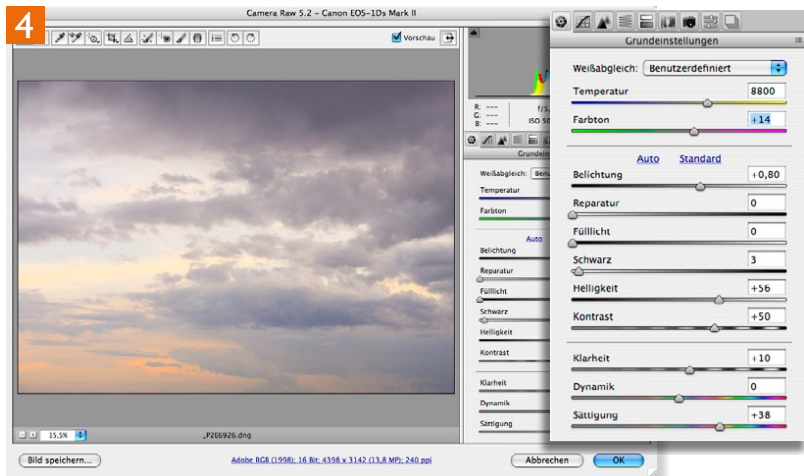 4
Camera Raw 5.2 – Canon EOS-1Ds Mark II
Vorschau
R: ---
G: ---
B: ---
f/5,
ISO 50
Grundein
Weißabgleich: Benu
Temperatur
Farbton
Auto
Belichtung
Reparatur
Fülllicht
Schwarz
Helligkeit
Kontrast
Klarheit
Dynamik
Sättigung
15,5%
_P2E6926.dng
Bild speichern...
Adobe RGB (1998); 16 Bit; 4398 x 3142 (13,8 MP); 240 ppi
Abbrechen
OK
Grundeinstellungen
Weißabgleich: Benutzerdefiniert
Temperatur 8800
Farbton +14
Auto Standard
Belichtung +0,80
Reparatur 0
Fülllicht 0
Schwarz 3
Helligkeit +56
Kontrast +50
Klarheit +10
Dynamik 0
Sättigung +38